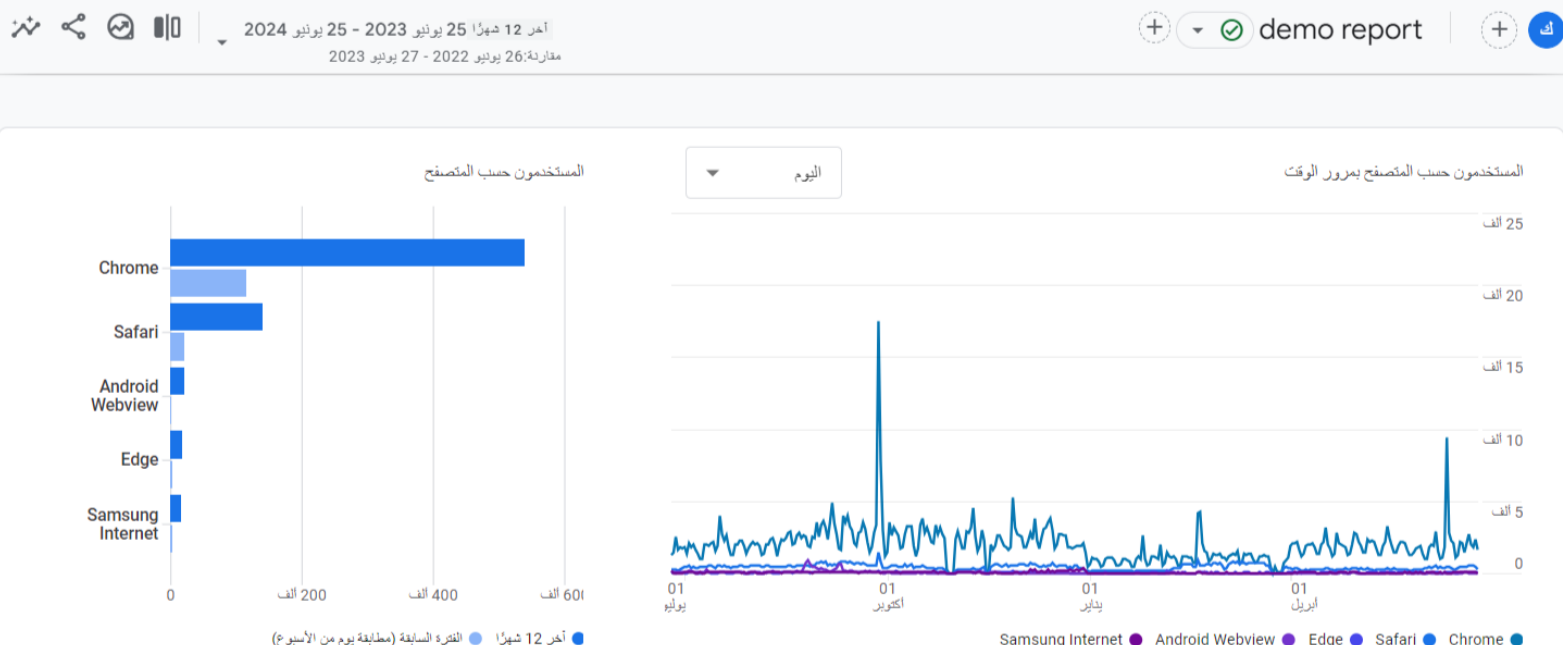 ك
demo report
آخر 12 شهرًا 25 يونيو 2023 - 25 يونيو 2024
مقارنة:26 يونيو 2022 - 27 يونيو 2023
المستخدمون حسب المتصفح بمرور الوقت
اليوم
25 ألف
20 ألف
15 ألف
10 ألف
5 ألف
0
01 يوليو
01 أكتوبر
01 يناير
01 أبريل
Chrome
Safari
Edge
Android Webview
Samsung Internet
المستخدمون حسب المتصفح
Chrome
Safari
Android
Webview
Edge
Samsung
Internet
0
200 ألف
400 ألف
600 ألف
آخر 12 شهرًا
الفترة السابقة (مطابقة يوم من الأسبوع)